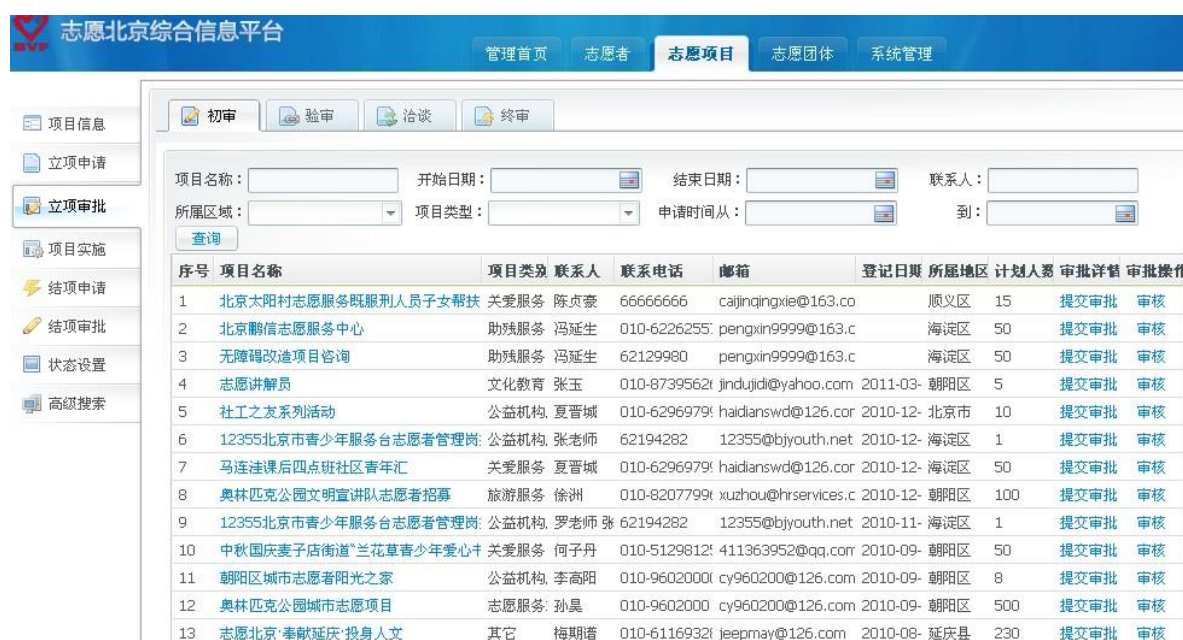 BVF 志愿北京综合信息平台
管理首页 志愿者 志愿项目 志愿团体 系统管理
项目信息
立项申请
立项审批
项目实施
结项申请
结项审批
状态设置
高级搜索
初审 验审 洽谈 终审
项目名称： 开始日期： 结束日期： 联系人：
所属区域： 项目类型： 申请时间从： 到：
查询
序号 项目名称 项目类别 联系人 联系电话 邮箱 登记日期 所属地区 计划人数 审批详情 审批操作
1 北京太阳村志愿服务既服刑人员子女帮扶 关爱服务 陈贞豪 66666666 caijinqingxie@163.co 顺义区 15 提交审批 审核
2 北京鹏信志愿服务中心 助残服务 冯延生 010-6226255 pengxin9999@163.c 海淀区 50 提交审批 审核
3 无障碍改造项目咨询 助残服务 冯延生 62129980 pengxin9999@163.c 海淀区 50 提交审批 审核
4 志愿讲解员 文化教育 张玉 010-8739562 jindujidi@yahoo.com 2011-03- 朝阳区 5 提交审批 审核
5 社工之友系列活动 公益机构 夏晋城 010-6296979 haidianswd@126.cor 2010-12- 北京市 10 提交审批 审核
6 12355北京市青少年服务台志愿者管理岗 公益机构 张老师 62194282 12355@bjyouth.net 2010-12- 海淀区 1 提交审批 审核
7 马连洼课后四点班社区青年汇 关爱服务 夏晋城 010-6296979 haidianswd@126.cor 2010-12- 海淀区 50 提交审批 审核
8 奥林匹克公园文明宣讲队志愿者招募 旅游服务 徐洲 010-8207799 xuzhou@hrservices.c 2010-12- 朝阳区 100 提交审批 审核
9 12355北京市青少年服务台志愿者管理岗 公益机构 罗老师 张 62194282 12355@bjyouth.net 2010-11- 海淀区 1 提交审批 审核
10 中秋国庆麦子店街道“兰花草青少年爱心 关爱服务 何子丹 010-5129812 411363952@qq.com 2010-09- 朝阳区 50 提交审批 审核
11 朝阳区城市志愿者阳光之家 公益机构 李高阳 010-9602000 cy960200@126.com 2010-09- 朝阳区 8 提交审批 审核
12 奥林匹克公园城市志愿项目 志愿服务 孙昊 010-9602000 cy960200@126.com 2010-09- 朝阳区 500 提交审批 审核
13 志愿北京·奉献延庆·投身人文 其它 梅期谱 010-6116932 jeepmay@126.com 2010-08- 延庆县 230 提交审批 审核